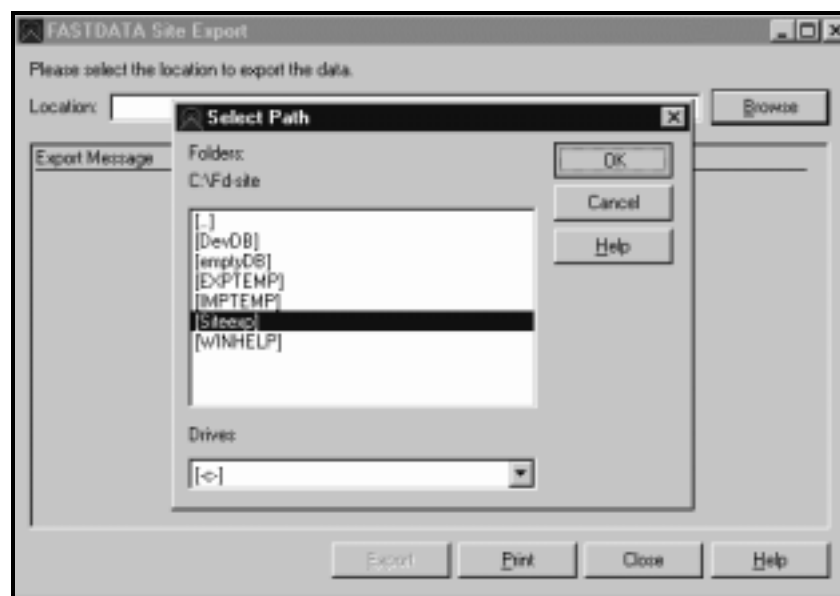 FASTDATA Site Export
Please select the location to export the data.
Location:
Browse
Export Message
Select Path
Folders:
C:\Fd-site
[..]
[DevDB]
[emptyDB]
[EXPTEMP]
[IMPTEMP]
[Siteexp]
[WINHELP]
OK
Cancel
Help
Drives
[-c-]
Export
Print
Close
Help